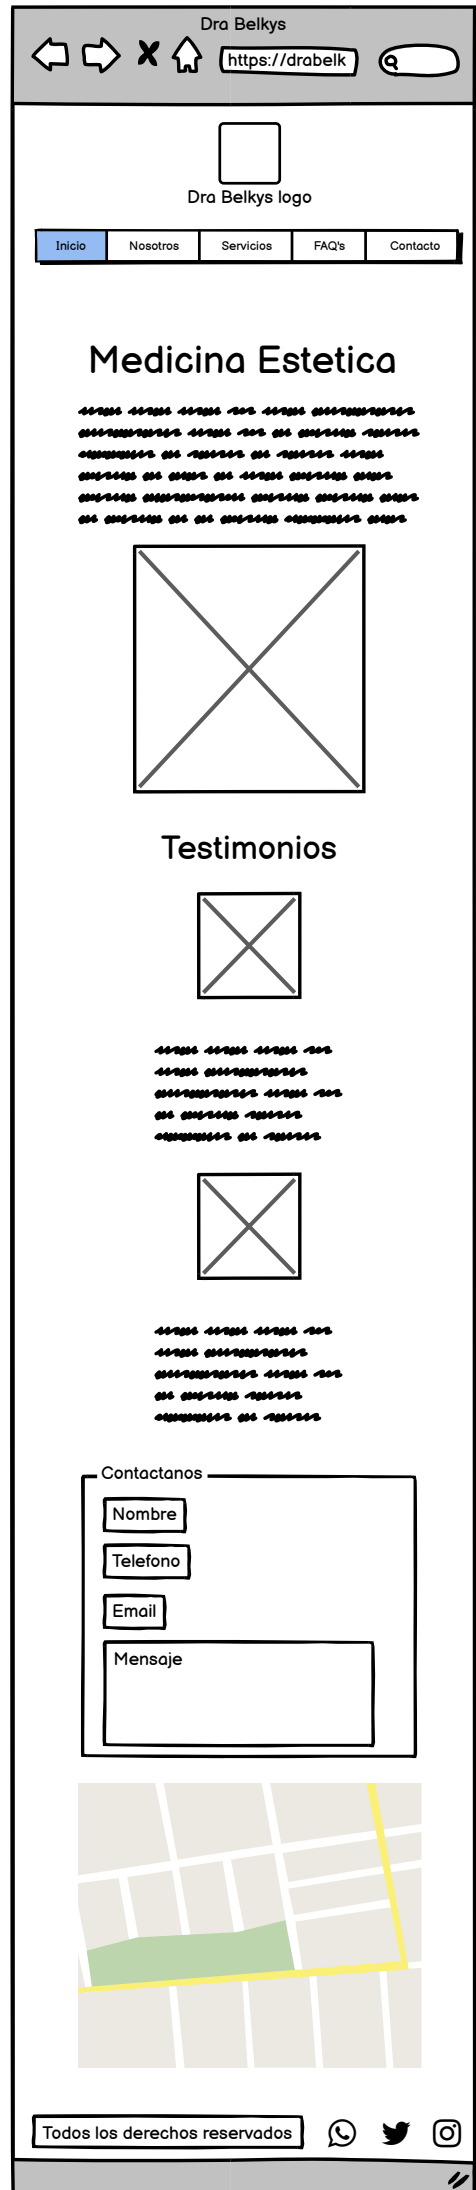 Dra Belkys
https://drabelk
Dra Belkys logo
Inicio Nosotros Servicios FAQ's Contacto
Medicina Estetica
Testimonios
Contactanos
Nombre
Telefono
Email
Mensaje
Todos los derechos reservados